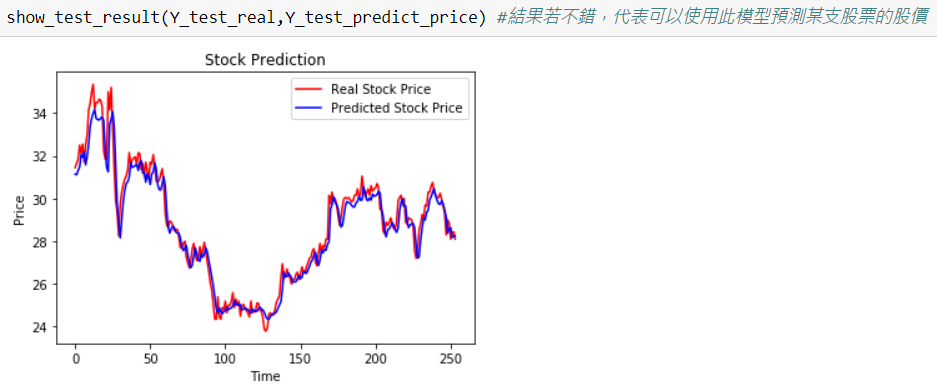 show_test_result(Y_test_real,Y_test_predict_price) #結果若不錯，代表可以使用此模型預測某支股票的股價
Stock Prediction
Real Stock Price
Predicted Stock Price
Price
34
32
30
28
26
24
0 50 100 150 200 250
Time